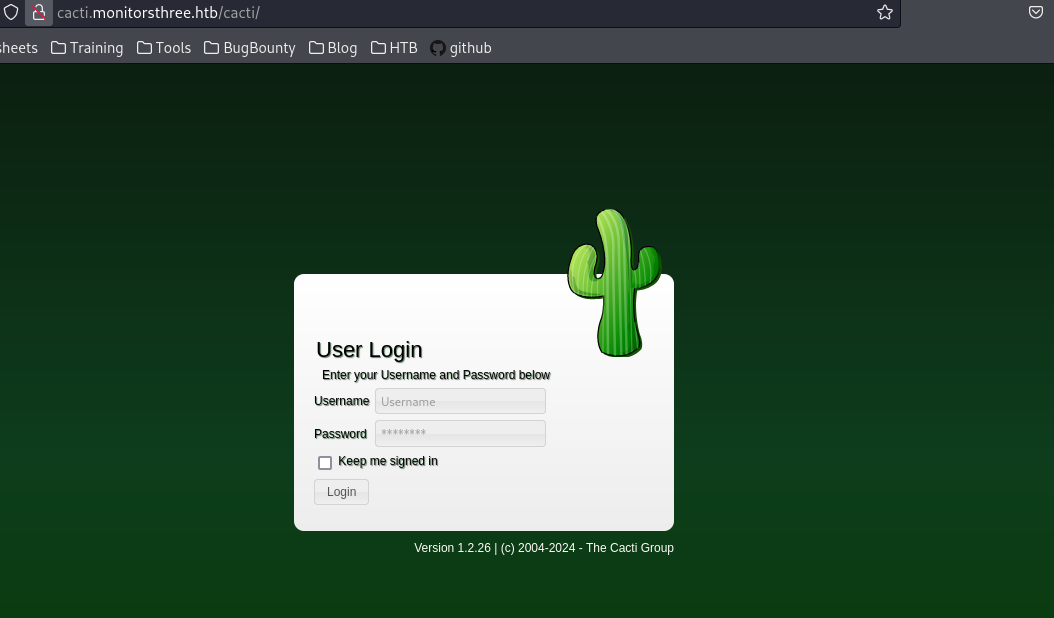 cacti.monitorsthree.htb/cacti/
sheets Training Tools BugBounty Blog HTB github
User Login
Enter your Username and Password below
Username Username
Password ********
Keep me signed in
Login
Version 1.2.26 | (c) 2004-2024 - The Cacti Group